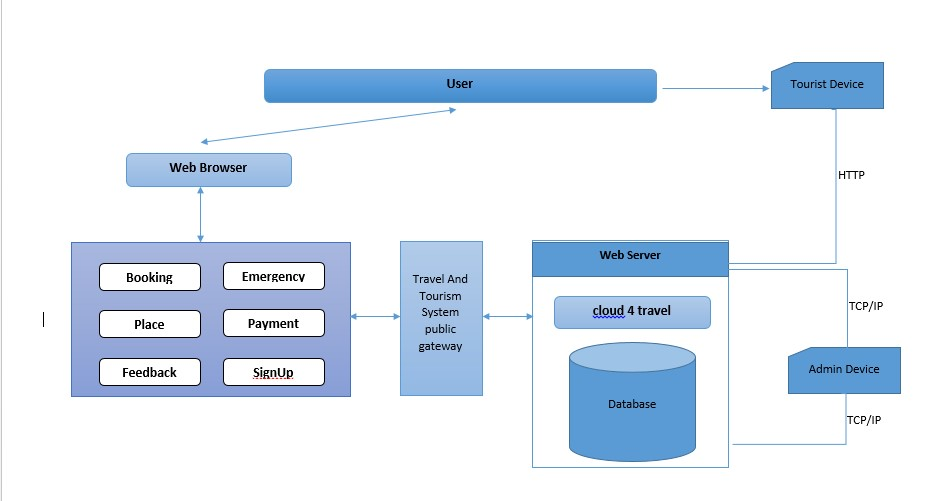 User
Tourist Device
Web Browser
HTTP
Booking
Emergency
Place
Payment
Feedback
SignUp
Travel And
Tourism
System
public
gateway
Web Server
cloud 4 travel
Database
TCP/IP
Admin Device
TCP/IP